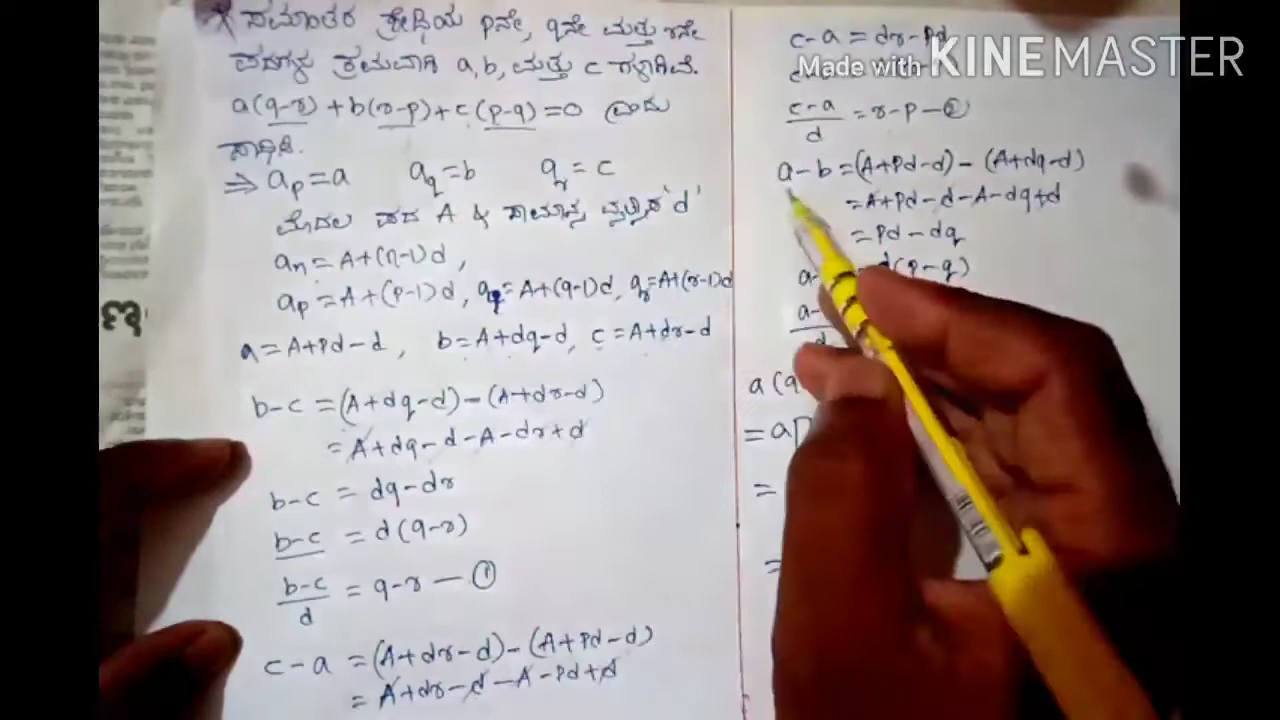 * ಸಮಾಂತರ ಶ್ರೇಢಿಯ pನೇ, qನೇ ಮತ್ತು rನೇ
ಪದಗಳು ಕ್ರಮವಾಗಿ a, b, ಮತ್ತು c ಗಳಾಗಿವೆ.
a(q-r)+b(r-p)+c(p-q)=0 ಎಂದು
ಸಾಧಿಸಿ.
⇒ aₚ=a a_q=b aᵣ=c
ಮೊದಲ ಪದ A & ಸಾಮಾನ್ಯ ವ್ಯತ್ಯಾಸ 'd'
aₙ=A+(n-1)d,
aₚ=A+(p-1)d, a_q=A+(q-1)d, aᵣ=A+(r-1)d
a=A+Pd-d, b=A+dq-d, c=A+dr-d
b-c=(A+dq-d)-(A+dr-d)
=A+dq-d-A-dr+d
b-c = dq-dr
b-c = d(q-r)
b-c/d = q-r — ①
c-a = (A+dr-d)-(A+Pd-d)
= A+dr-d-A-Pd+d
c-a = dr-Pd
c-a/d = r-p — ②
a-b=(A+Pd-d)-(A+dq-d)
=A+Pd-d-A-dq+d
=Pd-dq
a- d(p-q)
a-
d
a(q
=a[
=
=
Made with KINEMASTER